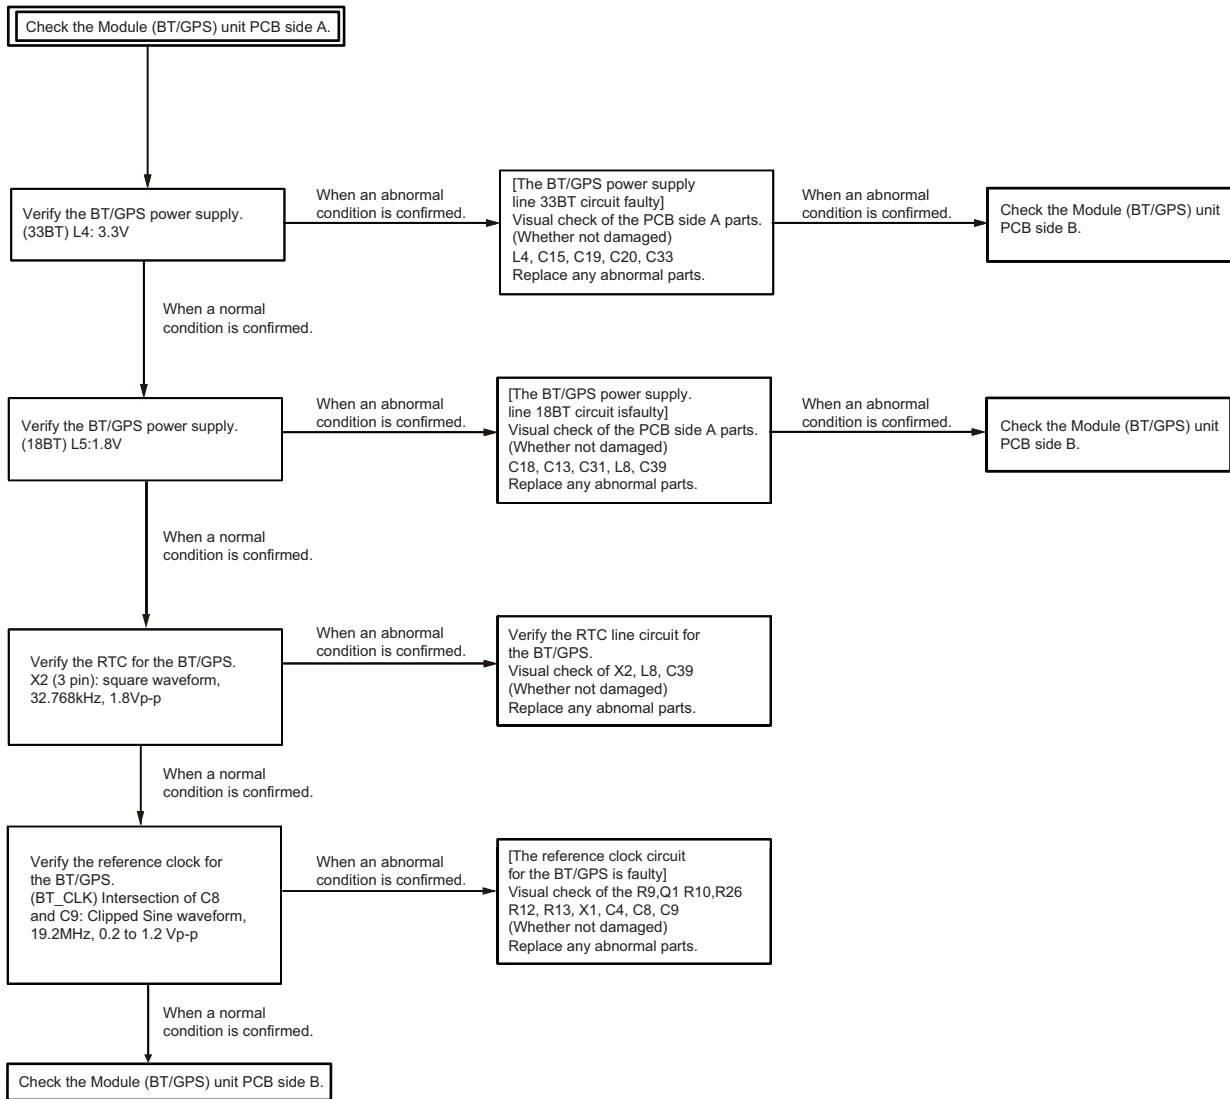 Check the Module (BT/GPS) unit PCB side A.
Verify the BT/GPS power supply.
(33BT) L4: 3.3V
When an abnormal
condition is confirmed.
[The BT/GPS power supply
line 33BT circuit faulty]
Visual check of the PCB side A parts.
(Whether not damaged)
L4, C15, C19, C20, C33
Replace any abnormal parts.
When an abnormal
condition is confirmed.
Check the Module (BT/GPS) unit
PCB side B.
When a normal
condition is confirmed.
Verify the BT/GPS power supply.
(18BT) L5:1.8V
When an abnormal
condition is confirmed.
[The BT/GPS power supply.
line 18BT circuit isfaulty]
Visual check of the PCB side A parts.
(Whether not damaged)
C18, C13, C31, L8, C39
Replace any abnormal parts.
When an abnormal
condition is confirmed.
Check the Module (BT/GPS) unit
PCB side B.
When a normal
condition is confirmed.
Verify the RTC for the BT/GPS.
X2 (3 pin): square waveform,
32.768kHz, 1.8Vp-p
When an abnormal
condition is confirmed.
Verify the RTC line circuit for
the BT/GPS.
Visual check of X2, L8, C39
(Whether not damaged)
Replace any abnomal parts.
When a normal
condition is confirmed.
Verify the reference clock for
the BT/GPS.
(BT_CLK) Intersection of C8
and C9: Clipped Sine waveform,
19.2MHz, 0.2 to 1.2 Vp-p
When an abnormal
condition is confirmed.
[The reference clock circuit
for the BT/GPS is faulty]
Visual check of the R9,Q1 R10,R26
R12, R13, X1, C4, C8, C9
(Whether not damaged)
Replace any abnormal parts.
When a normal
condition is confirmed.
Check the Module (BT/GPS) unit PCB side B.